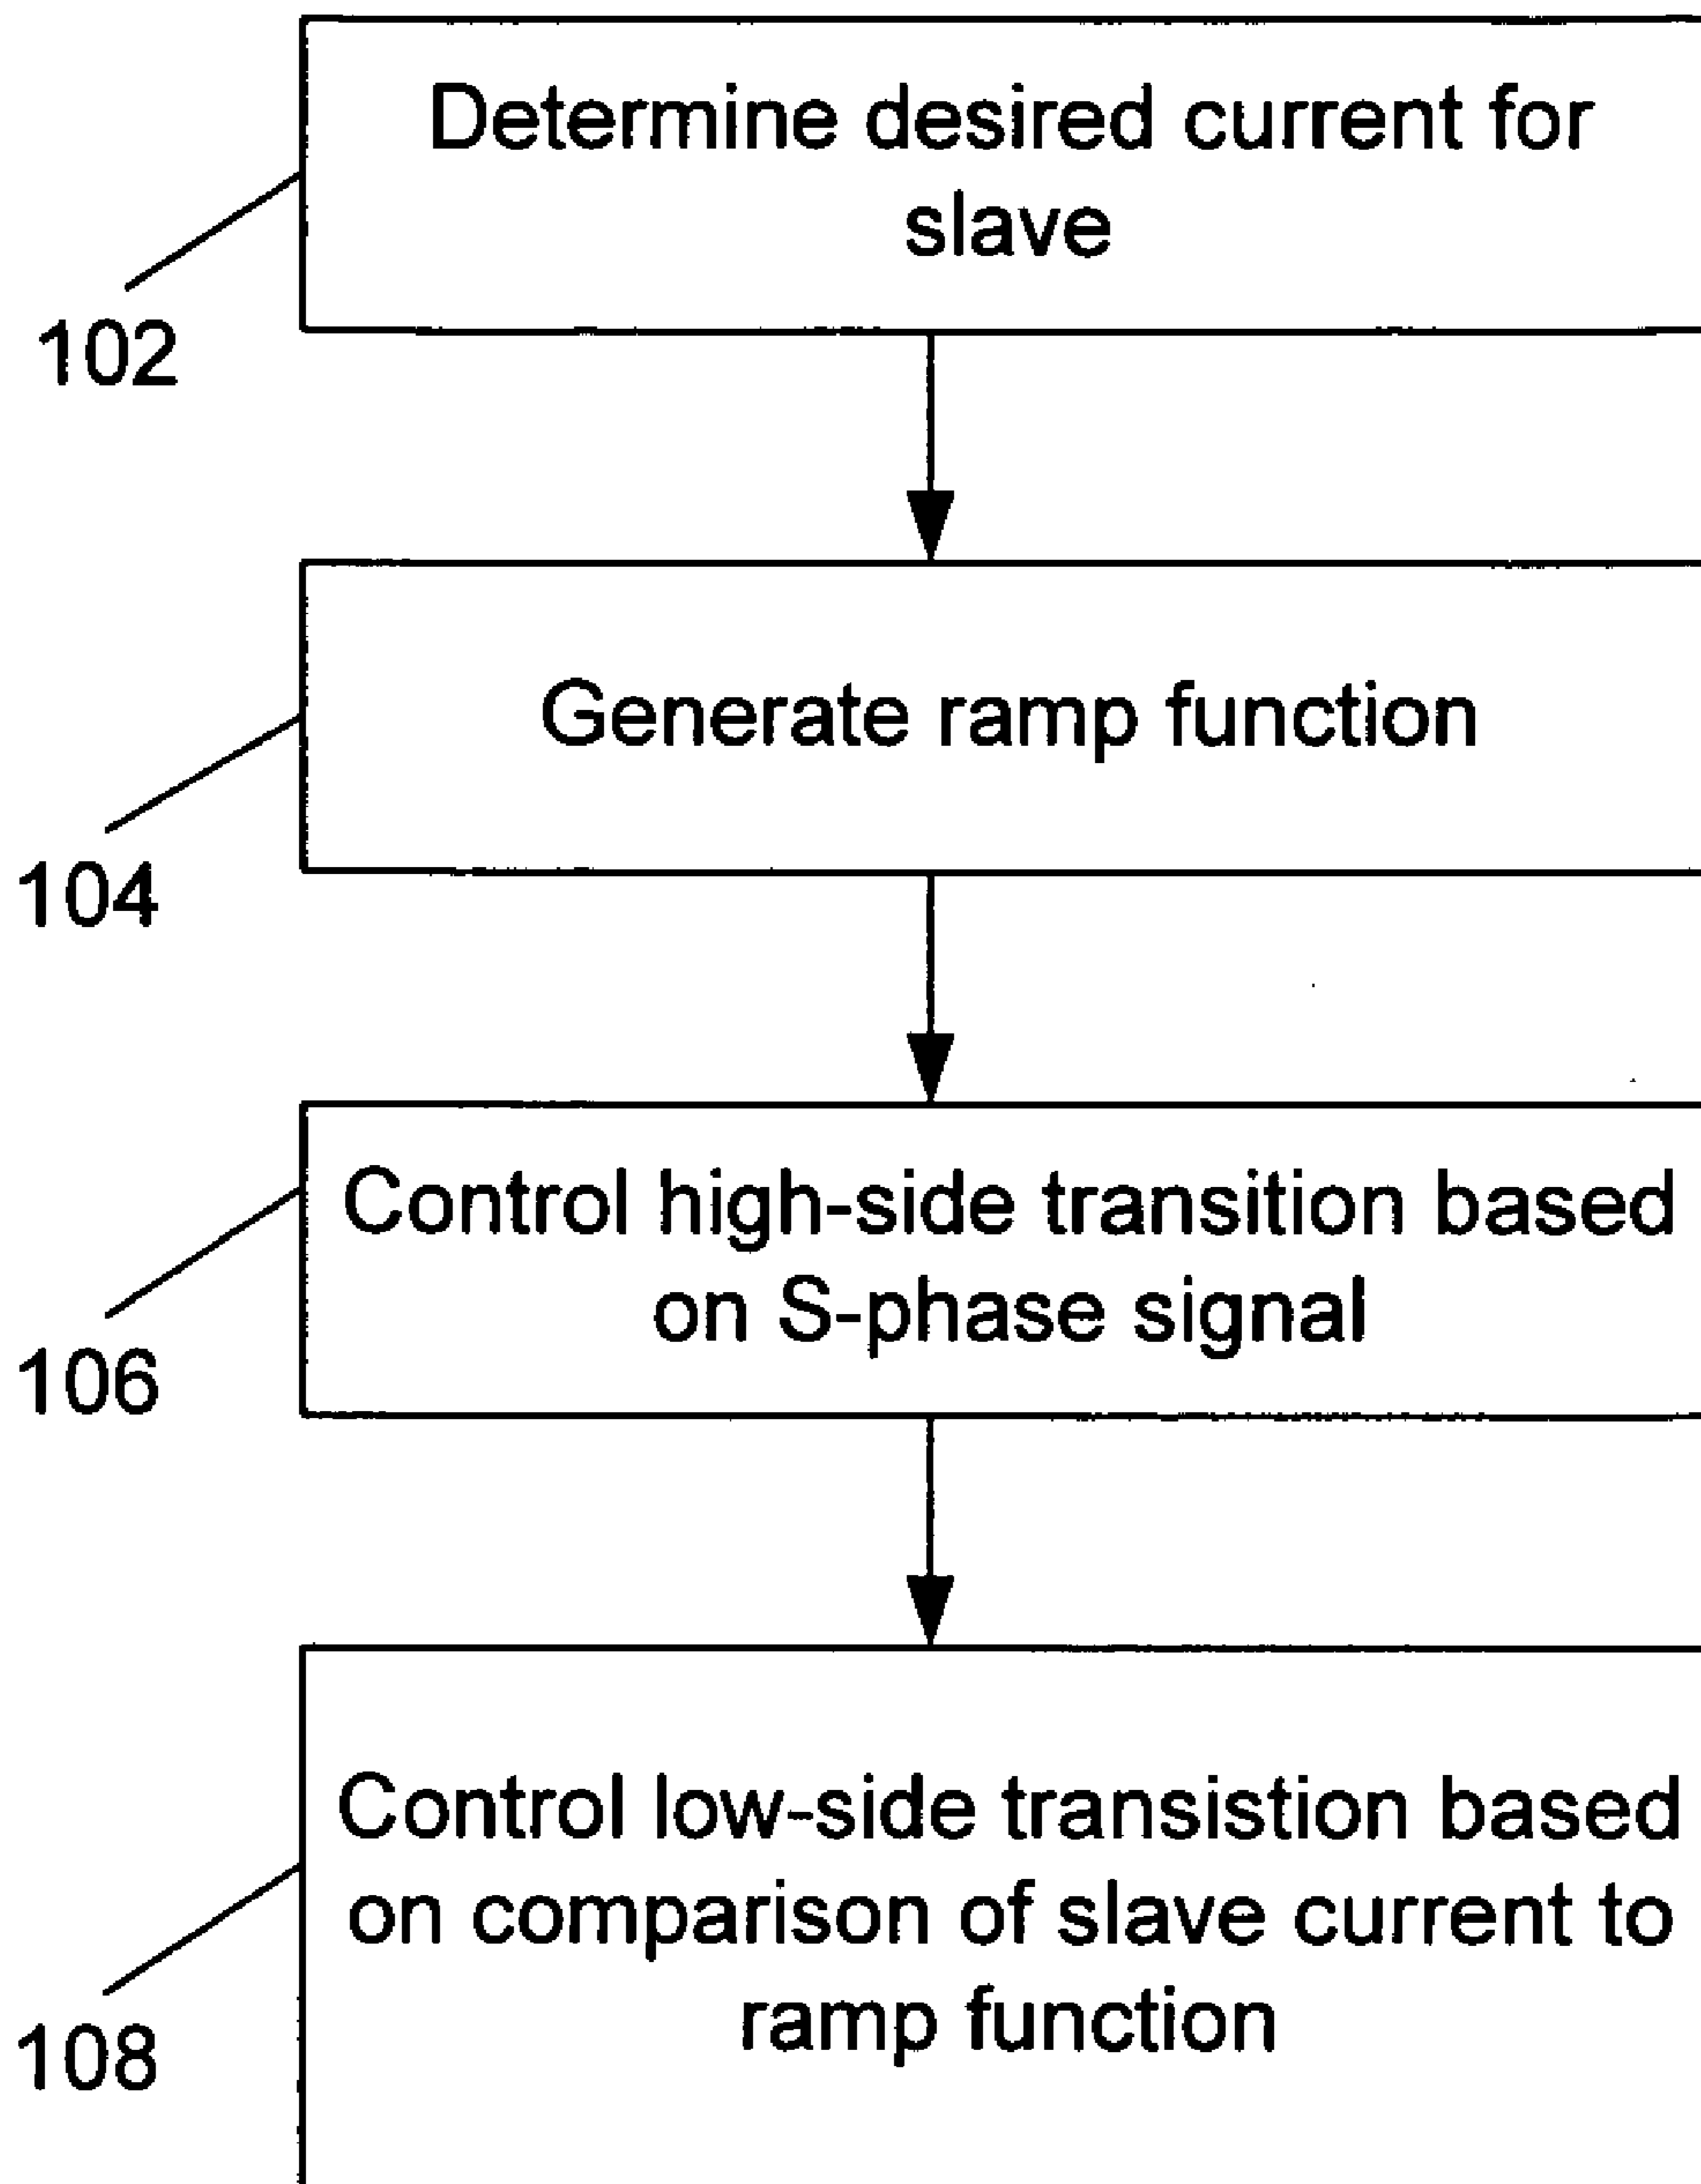 Determine desired current for
slave
102
Generate ramp function
104
Control high-side transition based
on S-phase signal
106
Control low-side transistion based
on comparison of slave current to
ramp function
108